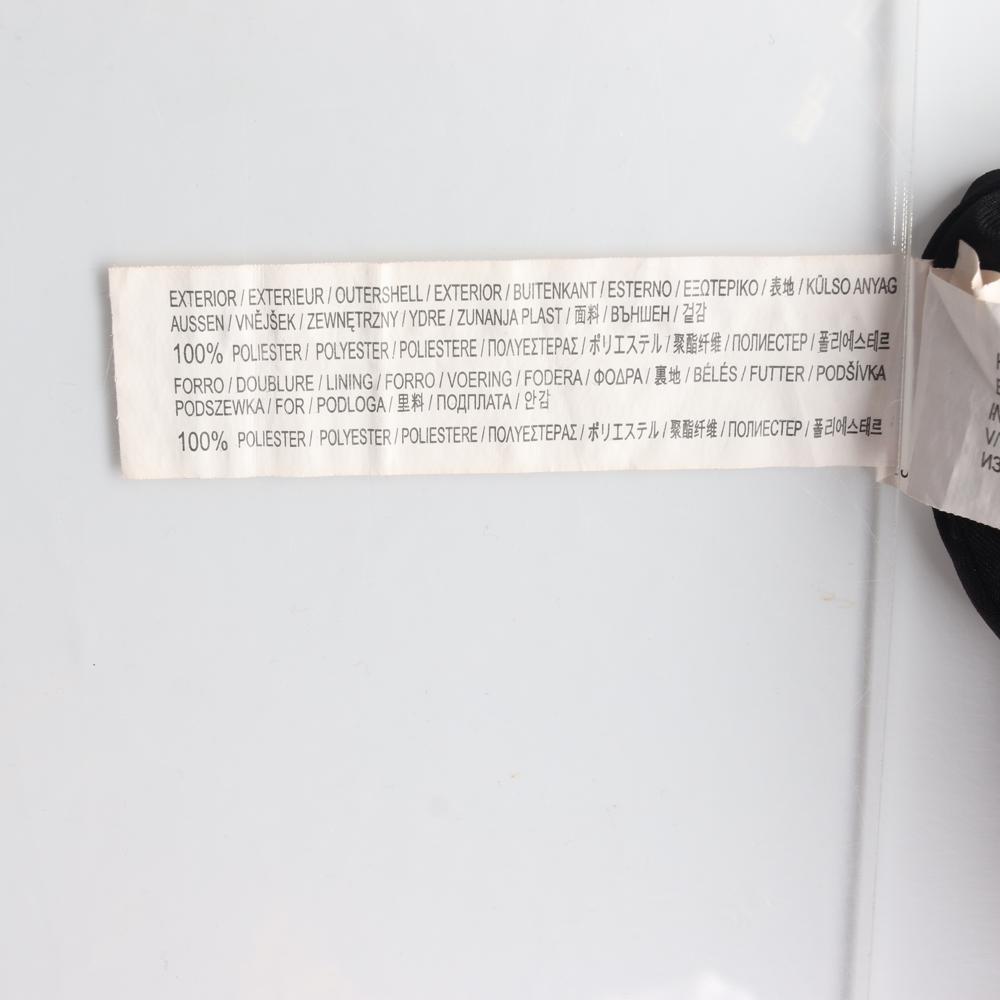 EXTERIOR / EXTERIEUR / OUTERSHELL / EXTERIOR / BUITENKANT / ESTERNO / ΕΞΩΤΕΡΙΚΟ / 表地 / KŰLSO ANYAG
AUSSEN / VNĚJŠEK / ZEWNĘTRZNY / YDRE / ZUNANJA PLAST / 面料 / ВЪНШЕН / 겉감
100% POLIESTER / POLYESTER / POLIESTERE / ΠΟΛΥΕΣΤΕΡΑΣ / ポリエステル / 聚酯纤维 / ПОЛИЕСТЕР / 폴리에스테르
FORRO / DOUBLURE / LINING / FORRO / VOERING / FODERA / ΦΟΔΡΑ / 裏地 / BÉLÉS / FUTTER / PODŠÍVKA
PODSZEWKA / FOR / PODLOGA / 里料 / ПОДПЛАТА / 안감
100% POLIESTER / POLYESTER / POLIESTERE / ΠΟΛΥΕΣΤΕΡΑΣ / ポリエステル / 聚酯纤维 / ПОЛИЕСТЕР / 폴리에스테르